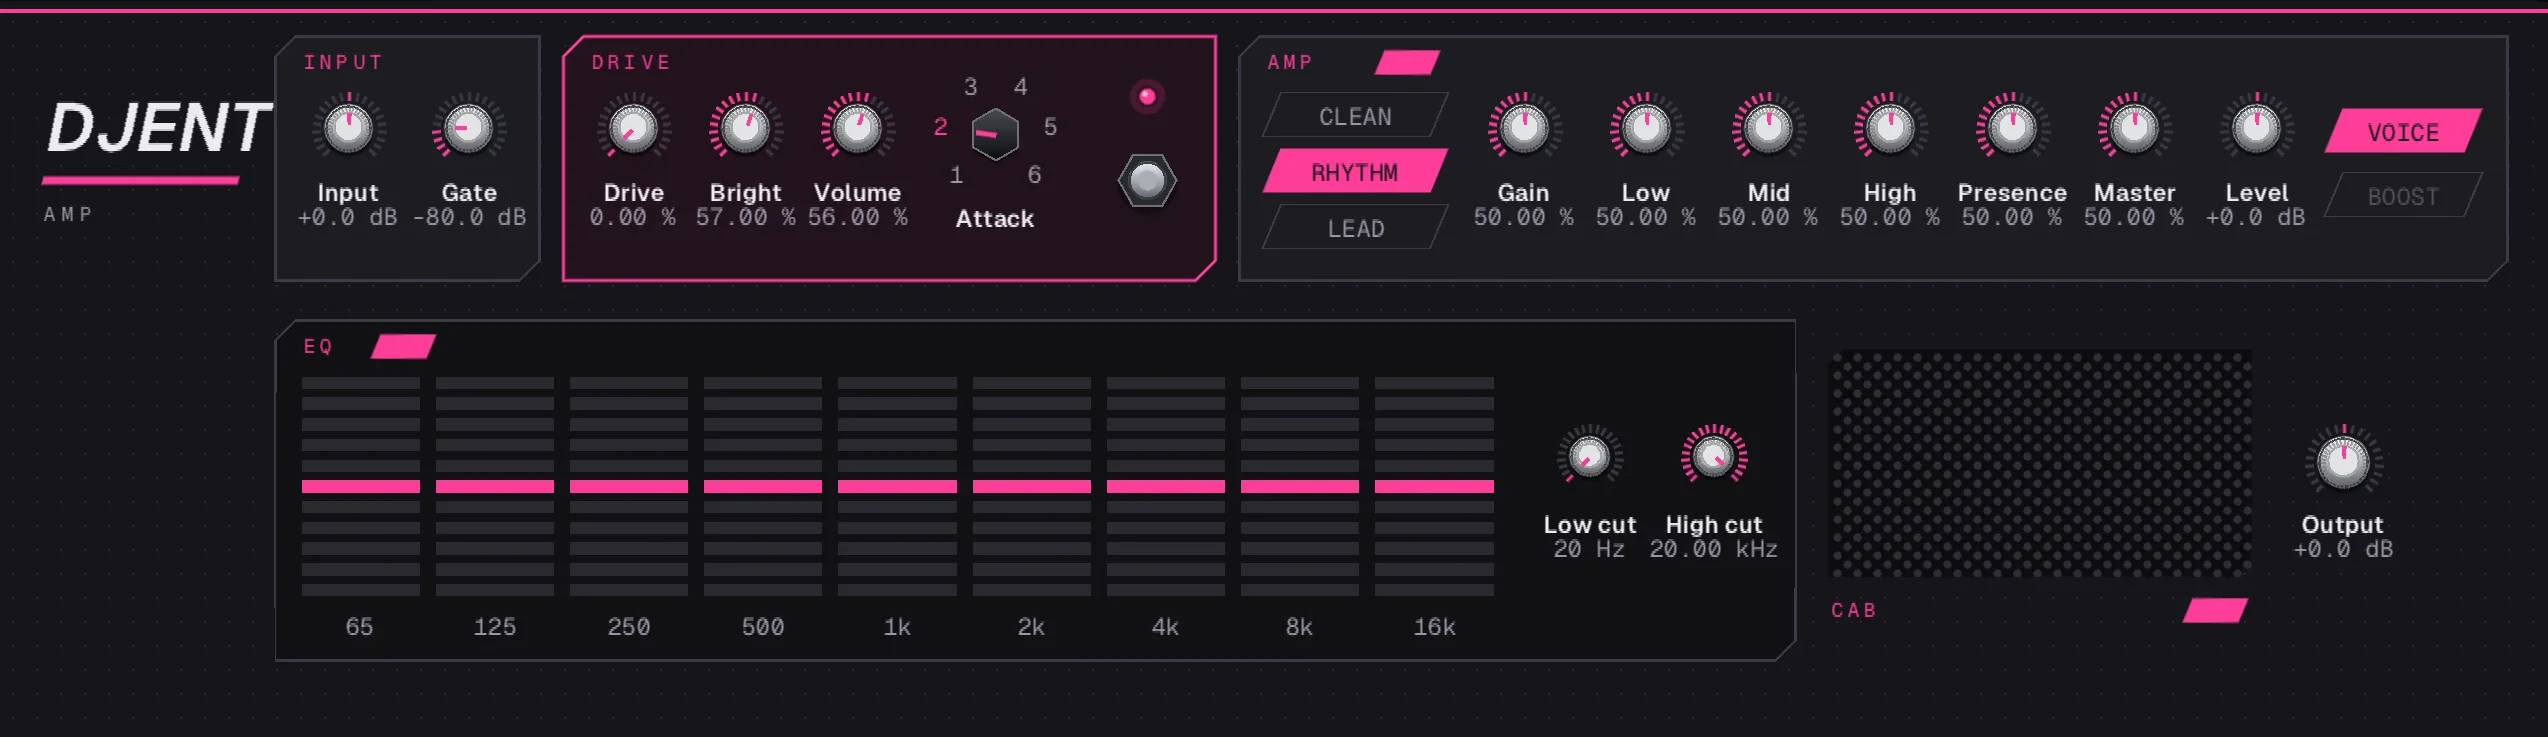 DJENT
AMP
INPUT
Input
+0.0 dB
Gate
-80.0 dB
DRIVE
Drive
0.00 %
Bright
57.00 %
Volume
56.00 %
1
2
3
4
5
6
Attack
AMP
CLEAN
RHYTHM
LEAD
Gain
50.00 %
Low
50.00 %
Mid
50.00 %
High
50.00 %
Presence
50.00 %
Master
50.00 %
Level
+0.0 dB
VOICE
BOOST
EQ
65
125
250
500
1k
2k
4k
8k
16k
Low cut
20 Hz
High cut
20.00 kHz
CAB
Output
+0.0 dB